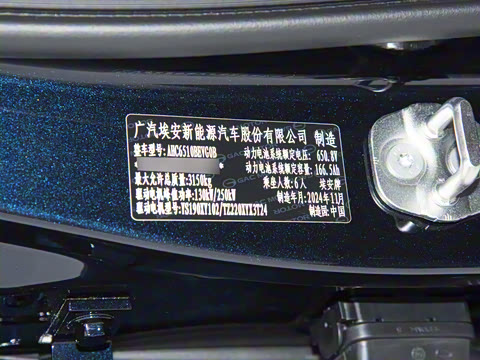 广汽埃安新能源汽车股份有限公司 制造
整车型号: AHC6510BEVG0B 动力电池系统额定电压: 650.8V
动力电池系统额定容量: 166.5Ah
最大允许总质量: 3150kg 乘坐人数: 6人 埃安牌
驱动电机峰值功率: 130kW/250kW 制造年月: 2024年11月
驱动电机型号: TS190XY102/TZ220XYX3T24 制造国: 中国